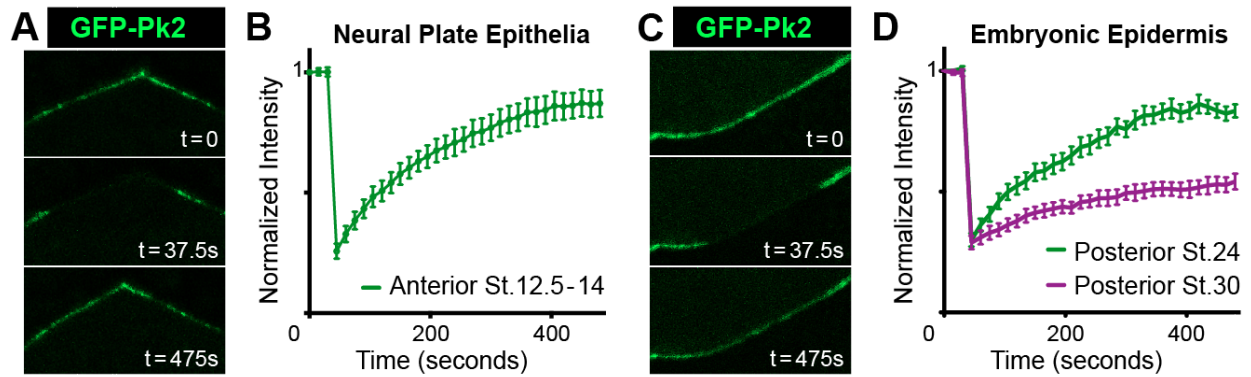 A
GFP-Pk2
t=0
t=37.5s
t=475s
B
Neural Plate Epithelia
Normalized Intensity
1
0
200
400
Time (seconds)
Anterior St.12.5-14
C
GFP-Pk2
t=0
t=37.5s
t=475s
D
Embryonic Epidermis
Normalized Intensity
1
0
200
400
Time (seconds)
Posterior St.24
Posterior St.30